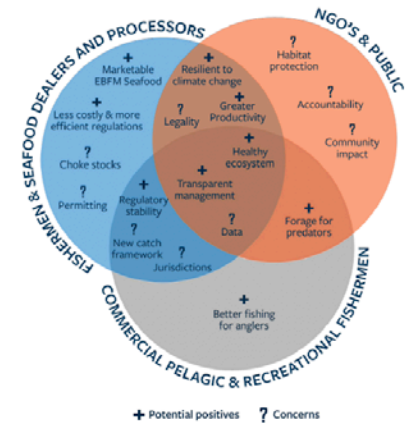 NGO'S & PUBLIC
FISHERMEN & SEAFOOD DEALERS AND PROCESSORS
+
Marketable
EBFM Seafood
+
Resilient to
climate change
?
Habitat
protection
+
Less costly & more
efficient regulations
?
Legality
+
Greater
Productivity
?
Accountability
?
Choke stocks
+
Healthy
ecosystem
?
Community
impact
?
Permitting
+
Regulatory
stability
+
Transparent
management
?
New catch
framework
?
Jurisdictions
?
Data
+
Forage for
predators
+
Better fishing
for anglers
COMMERCIAL PELAGIC & RECREATIONAL FISHERMEN
+ Potential positives ? Concerns